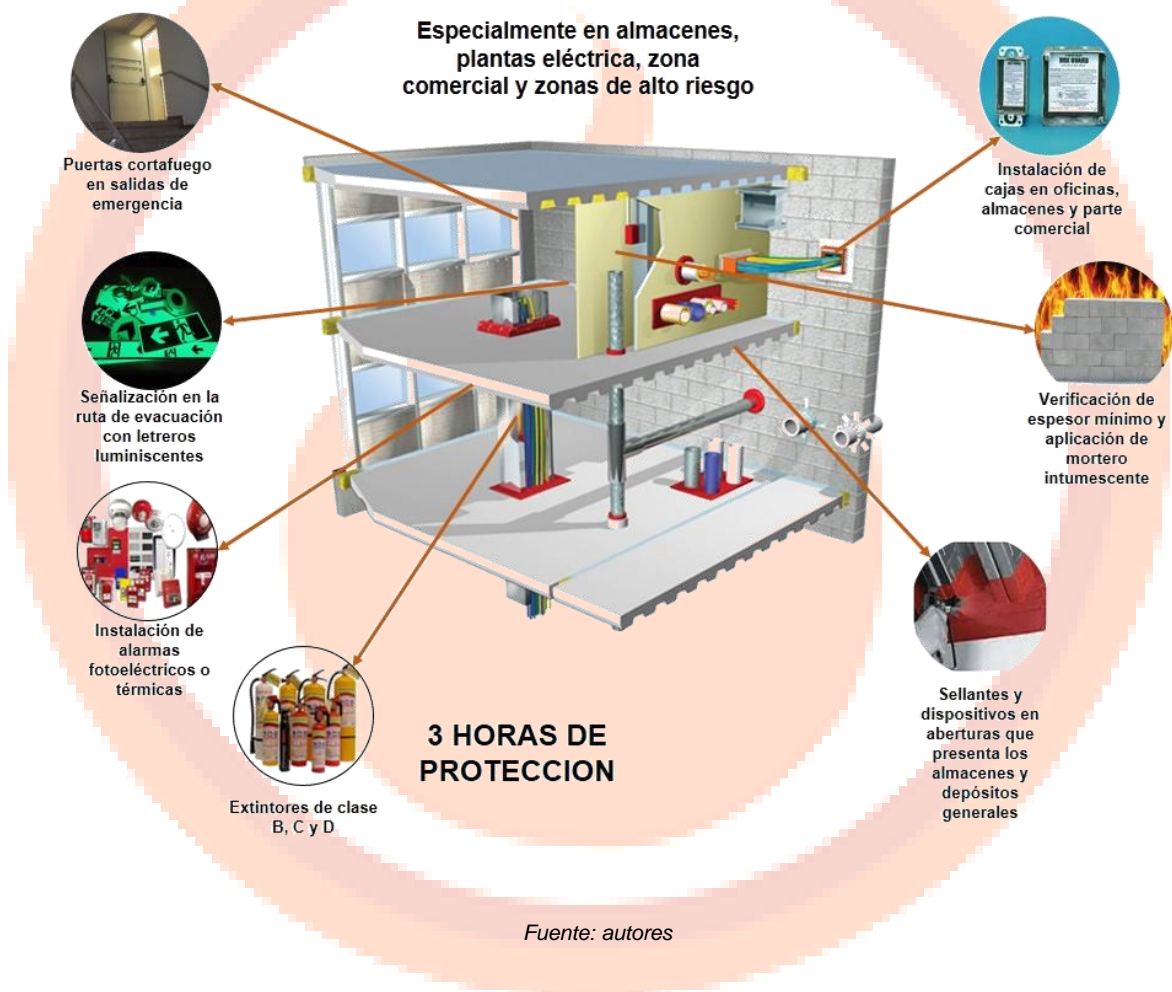 Especialmente en almacenes,
plantas eléctrica, zona
comercial y zonas de alto riesgo
Puertas cortafuego
en salidas de
emergencia
Instalación de
cajas en oficinas,
almacenes y parte
comercial
Señalización en la
ruta de evacuación
con letreros
luminiscentes
Verificación de
espesor mínimo y
aplicación de
mortero
intumescente
Instalación de
alarmas
fotoeléctricos o
térmicas
Sellantes y
dispositivos en
aberturas que
presenta los
almacenes y
depósitos
generales
3 HORAS DE
PROTECCION
Extintores de clase
B, C y D
Fuente: autores